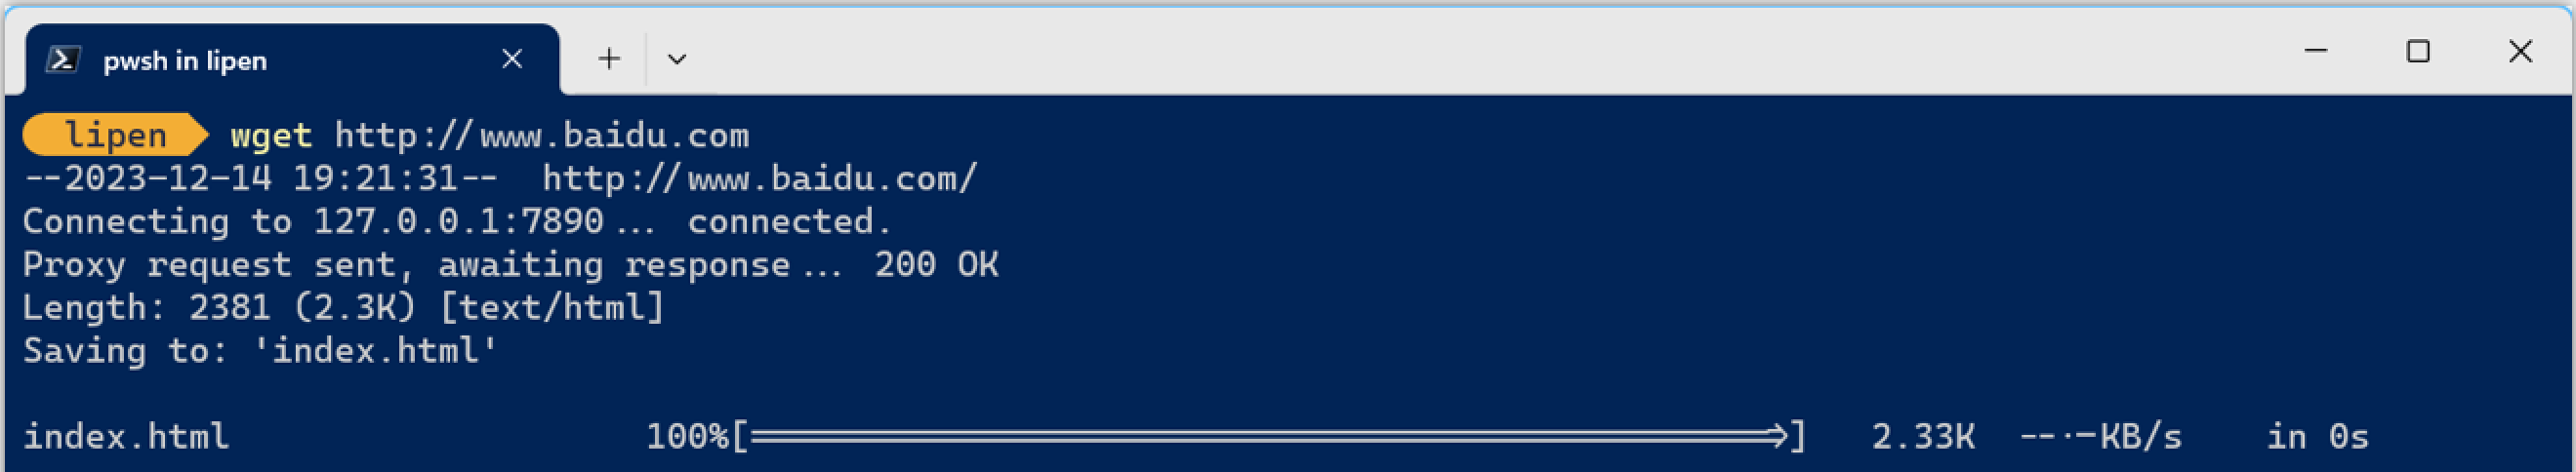 pwsh in lipen
lipen wget http://www.baidu.com
--2023-12-14 19:21:31--  http://www.baidu.com/
Connecting to 127.0.0.1:7890... connected.
Proxy request sent, awaiting response... 200 OK
Length: 2381 (2.3K) [text/html]
Saving to: 'index.html'
index.html 100%[==================================================>] 2.33K --.-KB/s in 0s